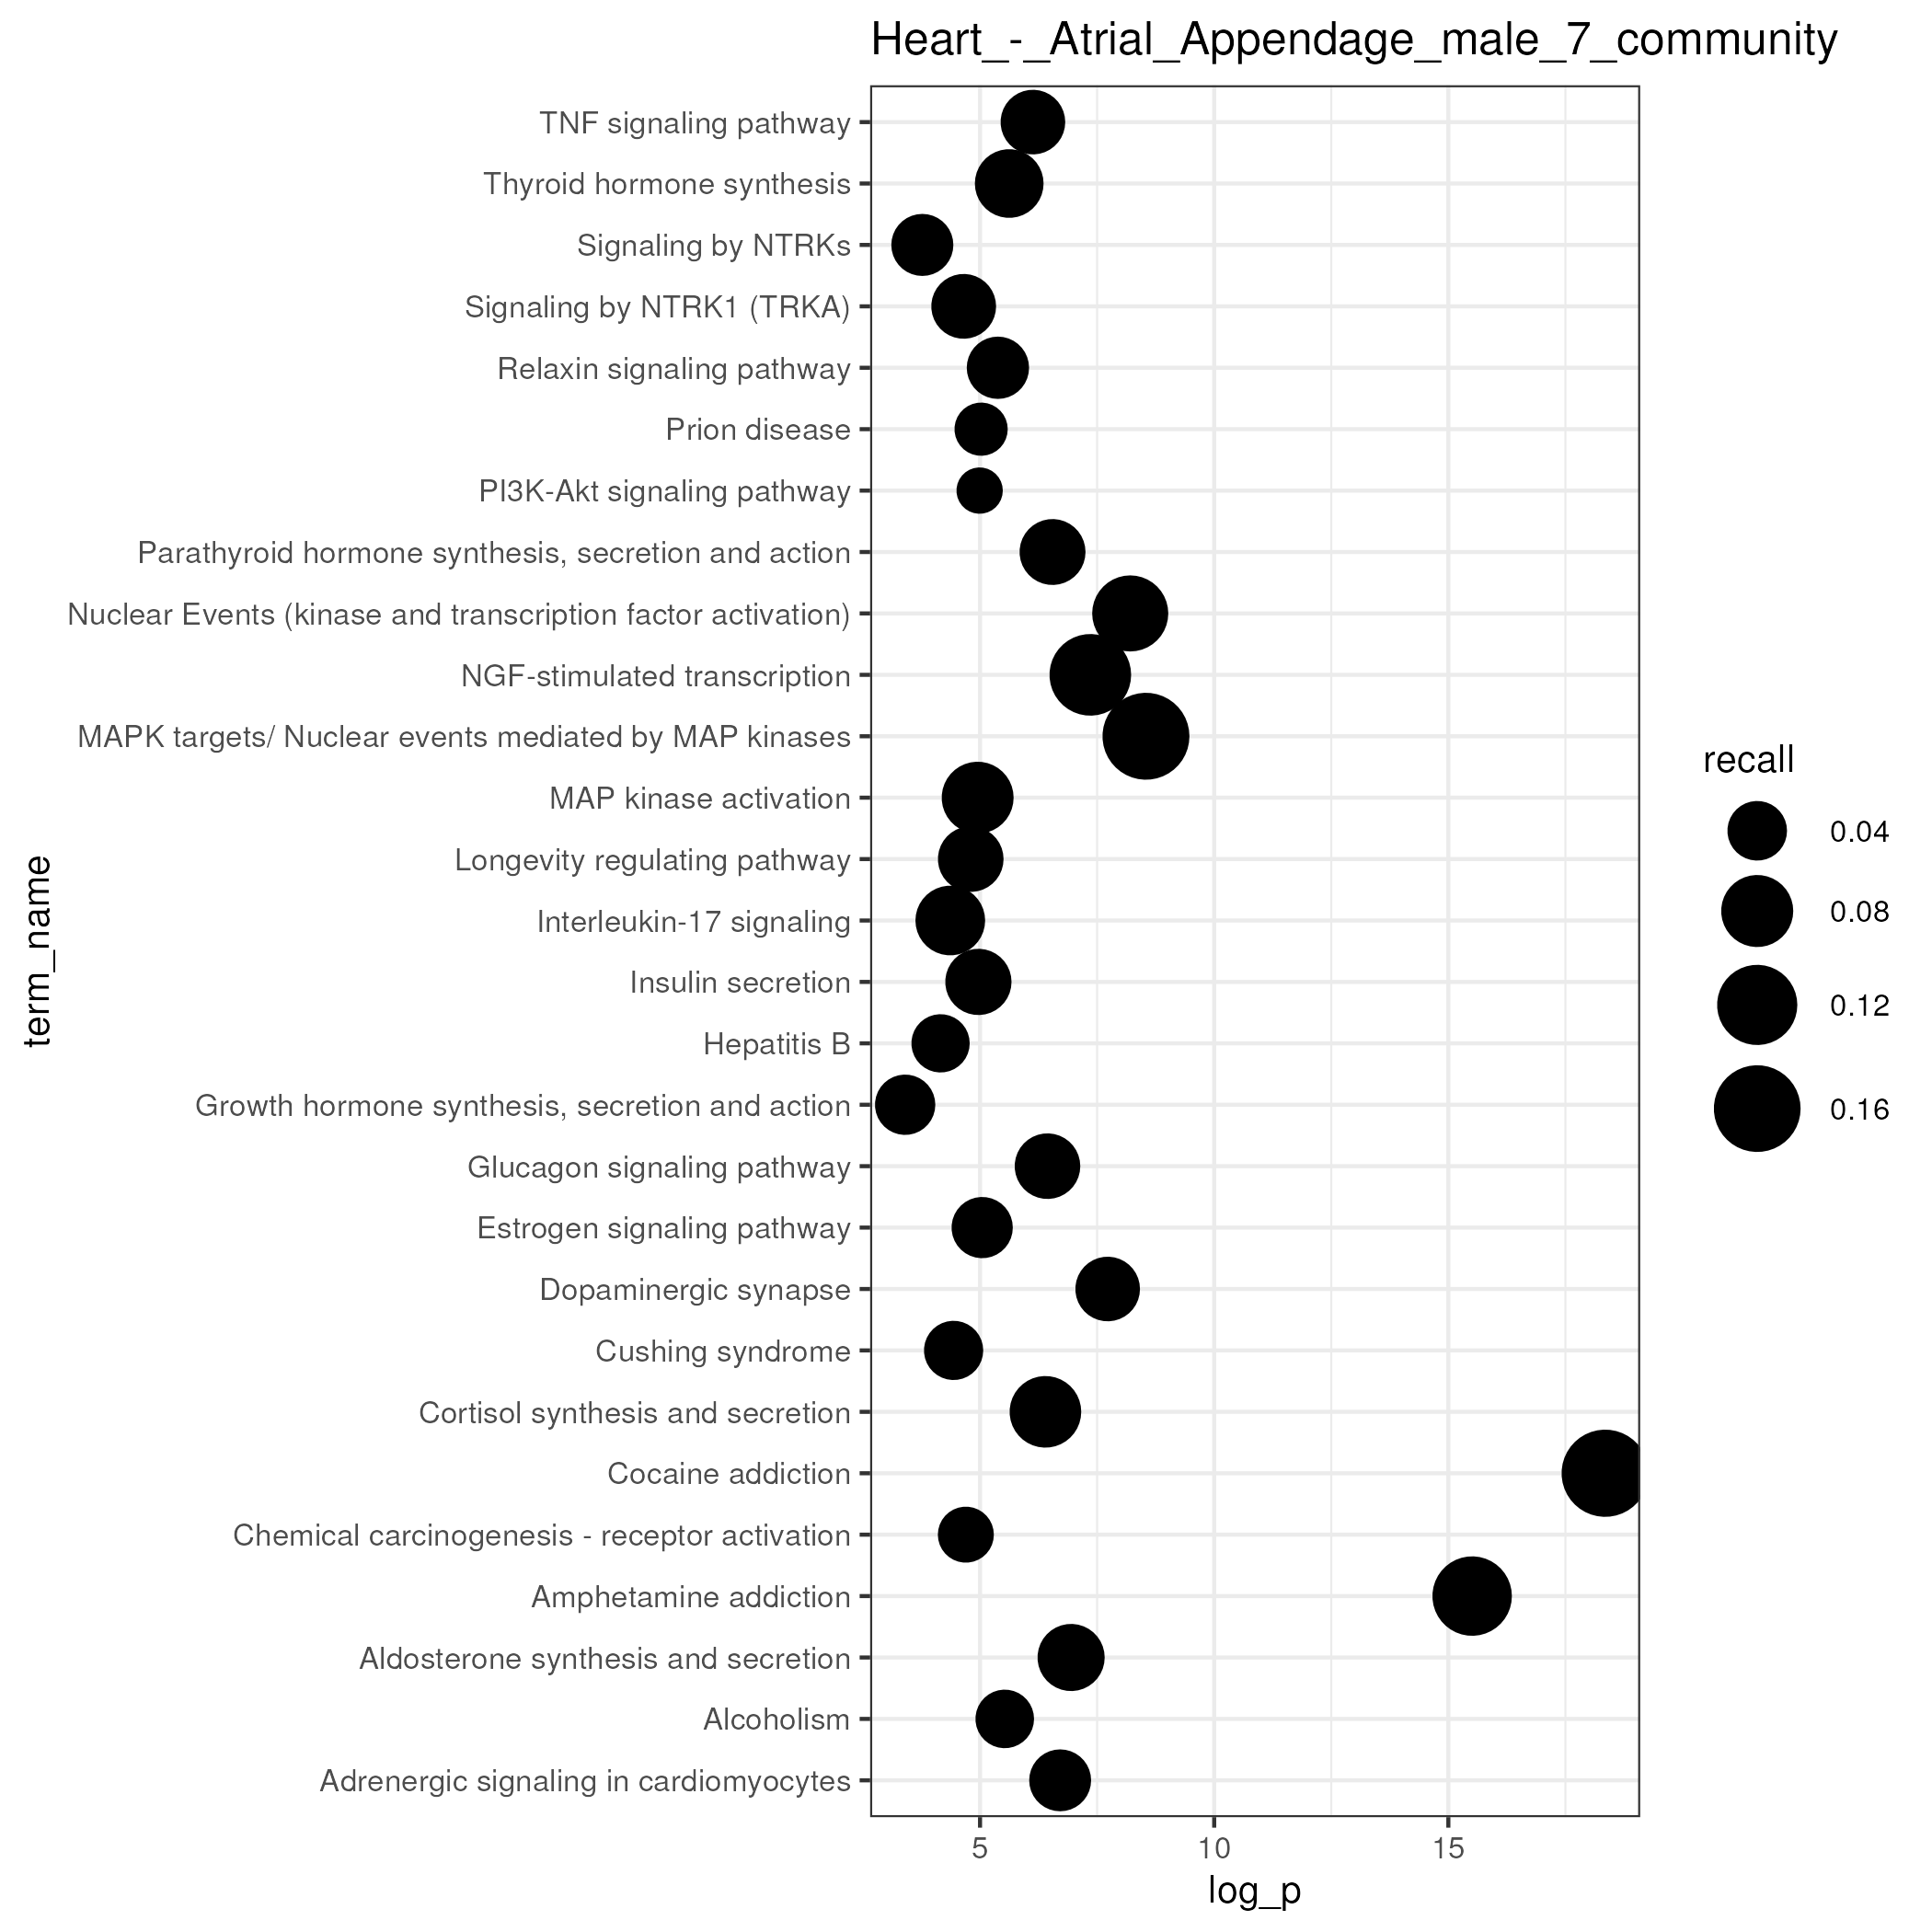 Heart_-_Atrial_Appendage_male_7_community
TNF signaling pathway
Thyroid hormone synthesis
Signaling by NTRKs
Signaling by NTRK1 (TRKA)
Relaxin signaling pathway
Prion disease
PI3K-Akt signaling pathway
Parathyroid hormone synthesis, secretion and action
Nuclear Events (kinase and transcription factor activation)
NGF-stimulated transcription
MAPK targets/ Nuclear events mediated by MAP kinases
MAP kinase activation
Longevity regulating pathway
Interleukin-17 signaling
Insulin secretion
Hepatitis B
Growth hormone synthesis, secretion and action
Glucagon signaling pathway
Estrogen signaling pathway
Dopaminergic synapse
Cushing syndrome
Cortisol synthesis and secretion
Cocaine addiction
Chemical carcinogenesis - receptor activation
Amphetamine addiction
Aldosterone synthesis and secretion
Alcoholism
Adrenergic signaling in cardiomyocytes
term_name
5 10 15
log_p
recall
0.04
0.08
0.12
0.16